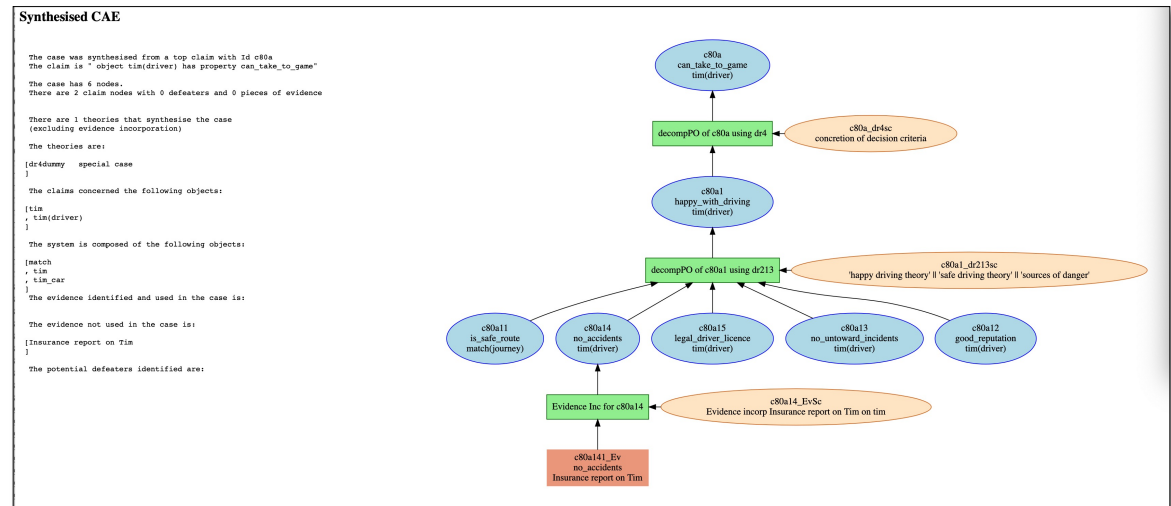 Synthesised CAE
The case was synthesised from a top claim with Id c80a
The claim is " object tim(driver) has property can_take_to_game"
The case has 6 nodes.
There are 2 claim nodes with 0 defeaters and 0 pieces of evidence
There are 1 theories that synthesise the case
(excluding evidence incorporation)
The theories are:
[dr4dummy special case
]
The claims concerned the following objects:
[tim
, tim(driver)
]
The system is composed of the following objects:
[match
, tim
, tim_car
]
The evidence identified and used in the case is:
The evidence not used in the case is:
[Insurance report on Tim
]
The potential defeaters identified are:
c80a
can_take_to_game
tim(driver)
decompPO of c80a using dr4
c80a_dr4sc
concretion of decision criteria
c80a1
happy_with_driving
tim(driver)
decompPO of c80a1 using dr213
c80a1_dr213sc
'happy driving theory' || 'safe driving theory' || 'sources of danger'
c80a11
is_safe_route
match(journey)
c80a14
no_accidents
tim(driver)
c80a15
legal_driver_licence
tim(driver)
c80a13
no_untoward_incidents
tim(driver)
c80a12
good_reputation
tim(driver)
Evidence Inc for c80a14
c80a14_EvSc
Evidence incorp Insurance report on Tim on tim
c80a141_Ev
no_accidents
Insurance report on Tim